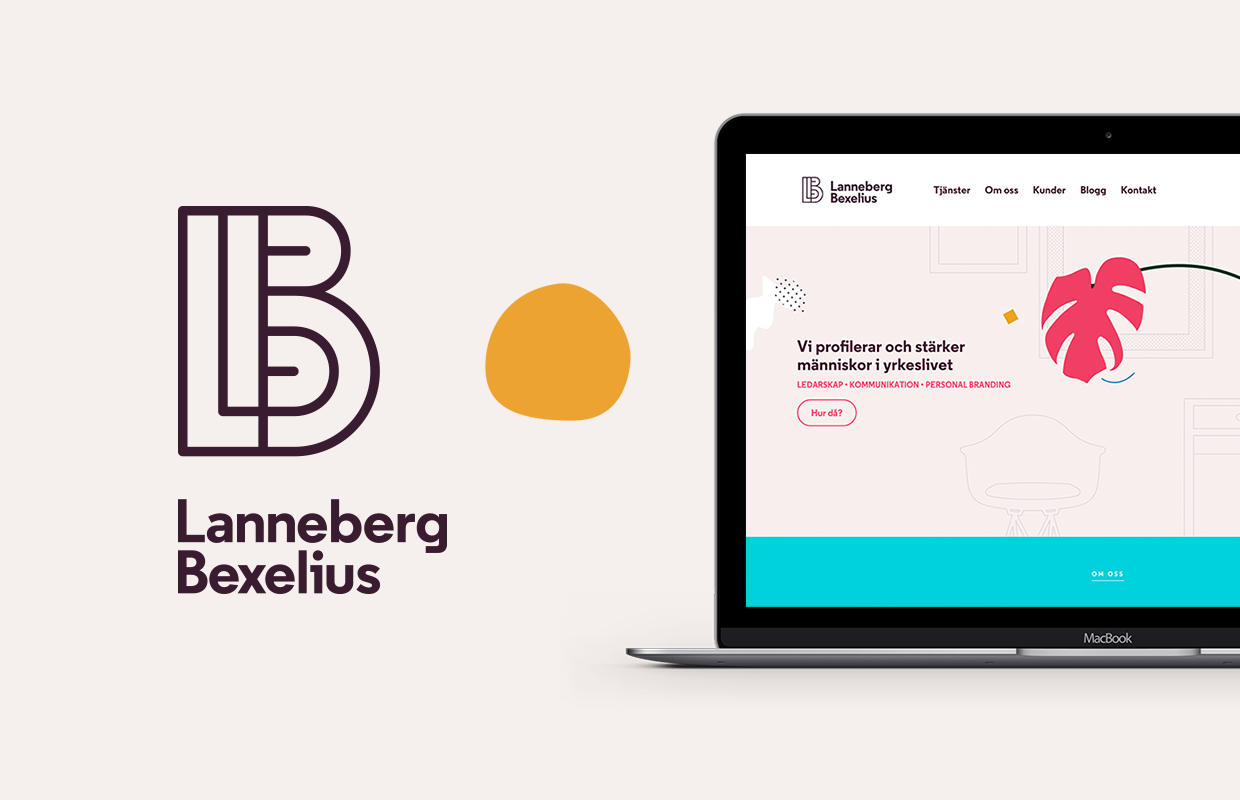 Lanneberg
Bexelius
Lanneberg
Bexelius
Tjänster Om oss Kunder Blogg Kontakt
Vi profilerar och stärker
människor i yrkeslivet
LEDARSKAP • KOMMUNIKATION • PERSONAL BRANDING
Hur då?
OM OSS
MacBook